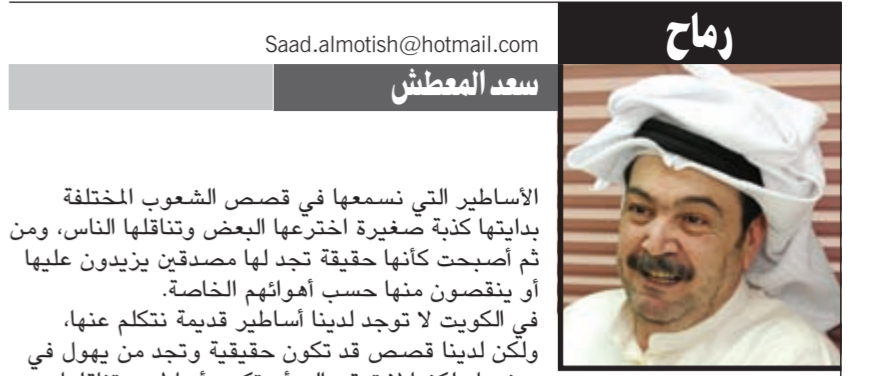 رماح
Saad.almotish@hotmail.com
سعد المعطش
الأساطير التي نسمعها في قصص الشعوب المختلفة
بدايتها كذبة صغيرة اخترعها البعض وتناقلها الناس، ومن
ثم أصبحت كأنها حقيقة تجد لها مصدقين يزيدون عليها
أو ينقصون منها حسب أهوائهم الخاصة.
في الكويت لا توجد لدينا أساطير قديمة نتكلم عنها،
ولكن لدينا قصص قد تكون حقيقية وتجد من يهول في